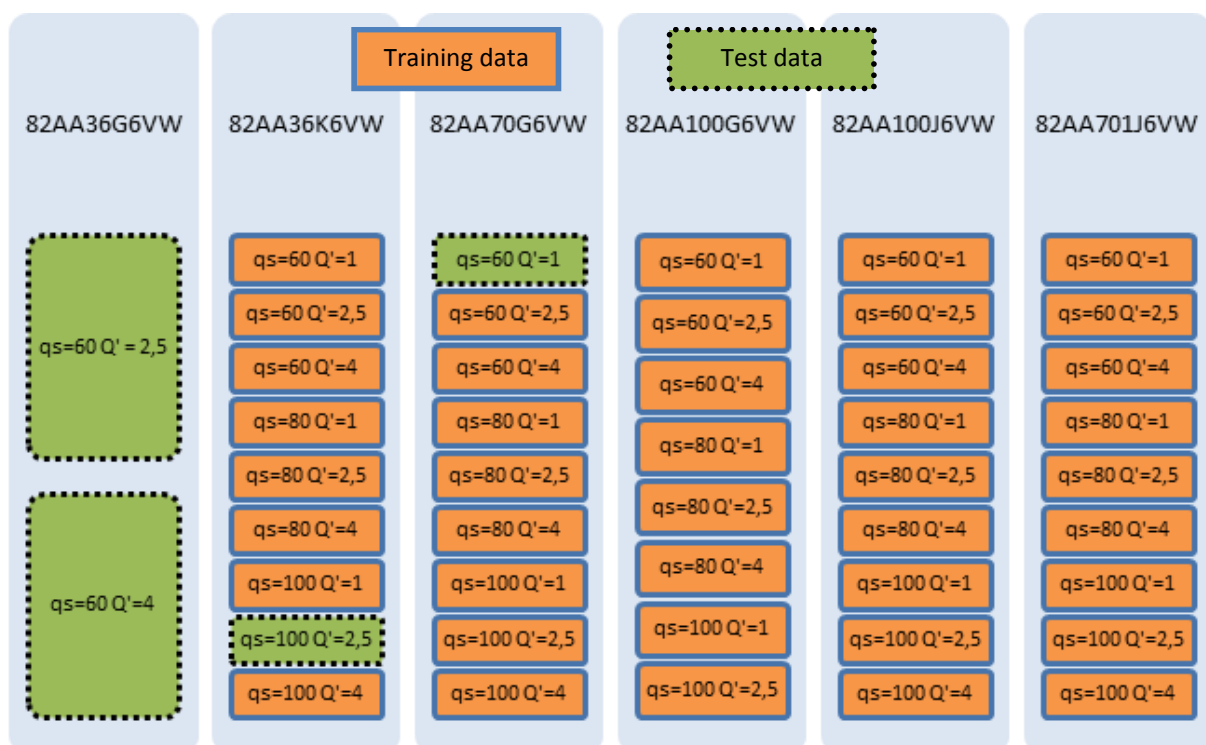 Training data
Test data
82AA36G6VW
82AA36K6VW
82AA70G6VW
82AA100G6VW
82AA100J6VW
82AA701J6VW
qs=60 Q' = 2,5
qs=60 Q'=4
qs=60 Q'=1
qs=60 Q'=2,5
qs=60 Q'=4
qs=80 Q'=1
qs=80 Q'=2,5
qs=80 Q'=4
qs=100 Q'=1
qs=100 Q'=2,5
qs=100 Q'=4
qs=60 Q'=1
qs=60 Q'=2,5
qs=60 Q'=4
qs=80 Q'=1
qs=80 Q'=2,5
qs=80 Q'=4
qs=100 Q'=1
qs=100 Q'=2,5
qs=100 Q'=4
qs=60 Q'=1
qs=60 Q'=2,5
qs=60 Q'=4
qs=80 Q'=1
qs=80 Q'=2,5
qs=80 Q'=4
qs=100 Q'=1
qs=100 Q'=2,5
qs=60 Q'=1
qs=60 Q'=2,5
qs=60 Q'=4
qs=80 Q'=1
qs=80 Q'=2,5
qs=80 Q'=4
qs=100 Q'=1
qs=100 Q'=2,5
qs=100 Q'=4
qs=60 Q'=1
qs=60 Q'=2,5
qs=60 Q'=4
qs=80 Q'=1
qs=80 Q'=2,5
qs=80 Q'=4
qs=100 Q'=1
qs=100 Q'=2,5
qs=100 Q'=4